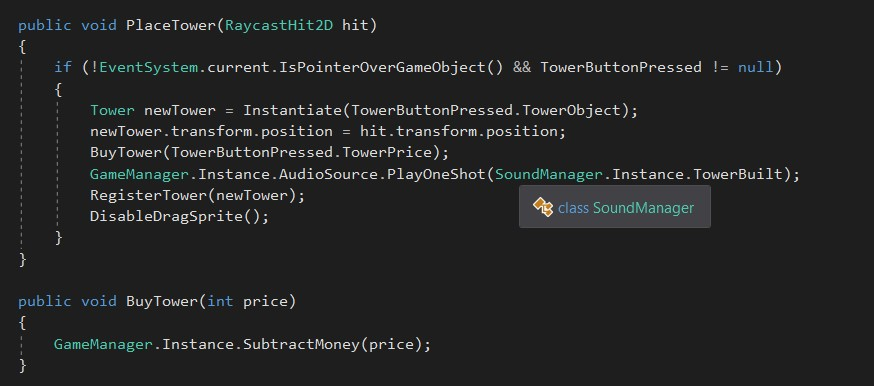 public void PlaceTower(RaycastHit2D hit)
{
if (!EventSystem.current.IsPointerOverGameObject() && TowerButtonPressed != null)
{
Tower newTower = Instantiate(TowerButtonPressed.TowerObject);
newTower.transform.position = hit.transform.position;
BuyTower(TowerButtonPressed.TowerPrice);
GameManager.Instance.AudioSource.PlayOneShot(SoundManager.Instance.TowerBuilt);
RegisterTower(newTower);
class SoundManager
DisableDragSprite();
}
}
public void BuyTower(int price)
{
GameManager.Instance.SubtractMoney(price);
}